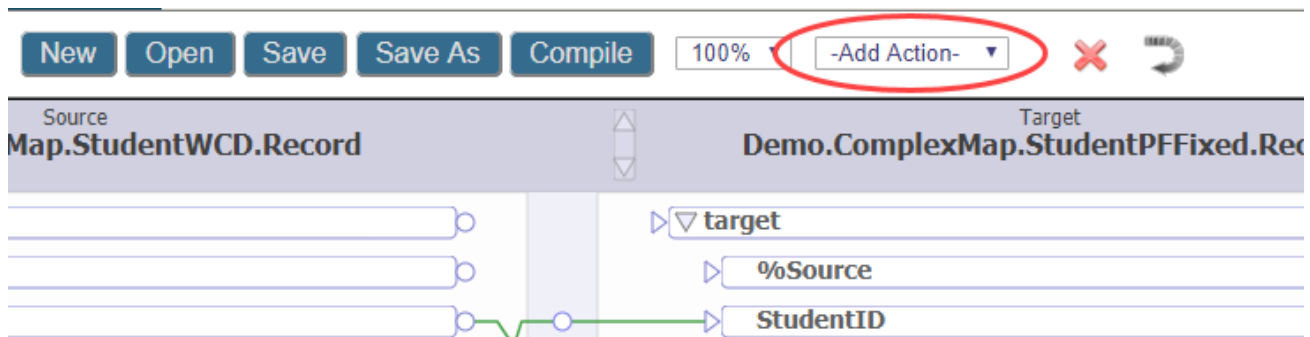 New Open Save Save As Compile 100% -Add Action-
Source Target
Map.StudentWCD.Record Demo.ComplexMap.StudentPFFixed.Rec
target
%Source
StudentID